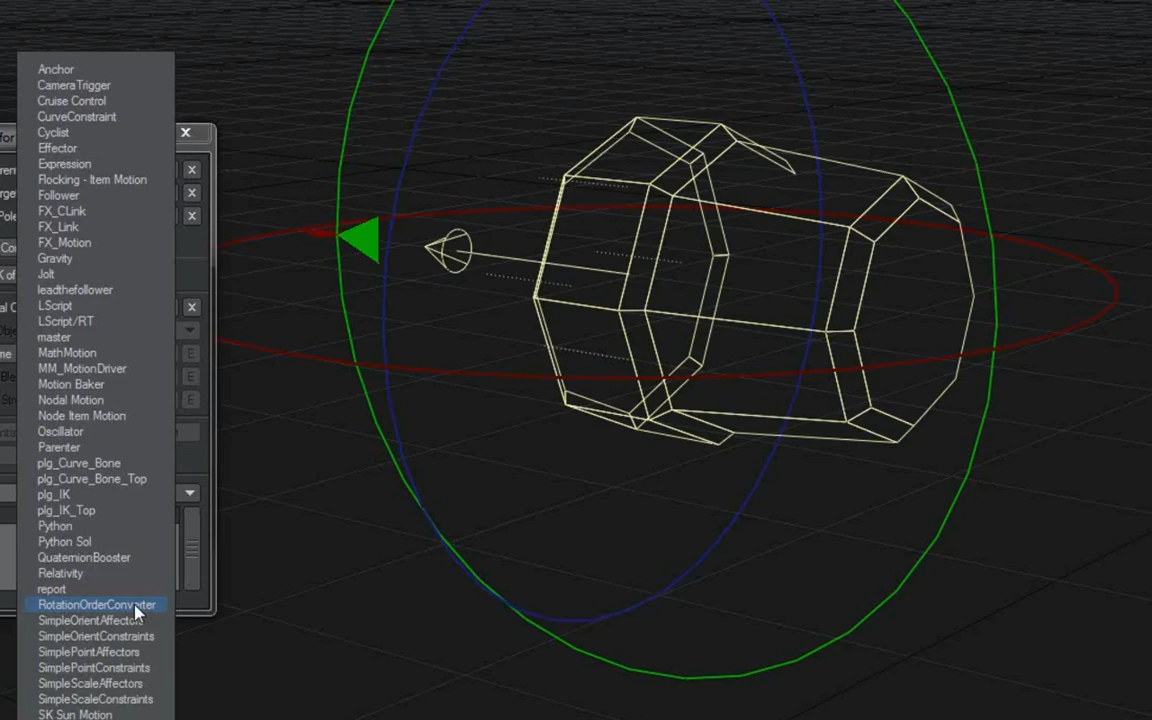 Anchor
CameraTrigger
Cruise Control
CurveConstraint
Cyclist
Effector
Expression
Flocking - Item Motion
Follower
FX_CLink
FX_Link
FX_Motion
Gravity
Jolt
leadthefollower
LScript
LScript/RT
master
MathMotion
MM_MotionDriver
Motion Baker
Nodal Motion
Node Item Motion
Oscillator
Parenter
plg_Curve_Bone
plg_Curve_Bone_Top
plg_IK
plg_IK_Top
Python
Python Sol
QuaternionBooster
Relativity
report
RotationOrderConverter
SimpleOrientAffectors
SimpleOrientConstraints
SimplePointAffectors
SimplePointConstraints
SimpleScaleAffectors
SimpleScaleConstraints
SK Sun Motion
for
X
X
X
X
E
E
E